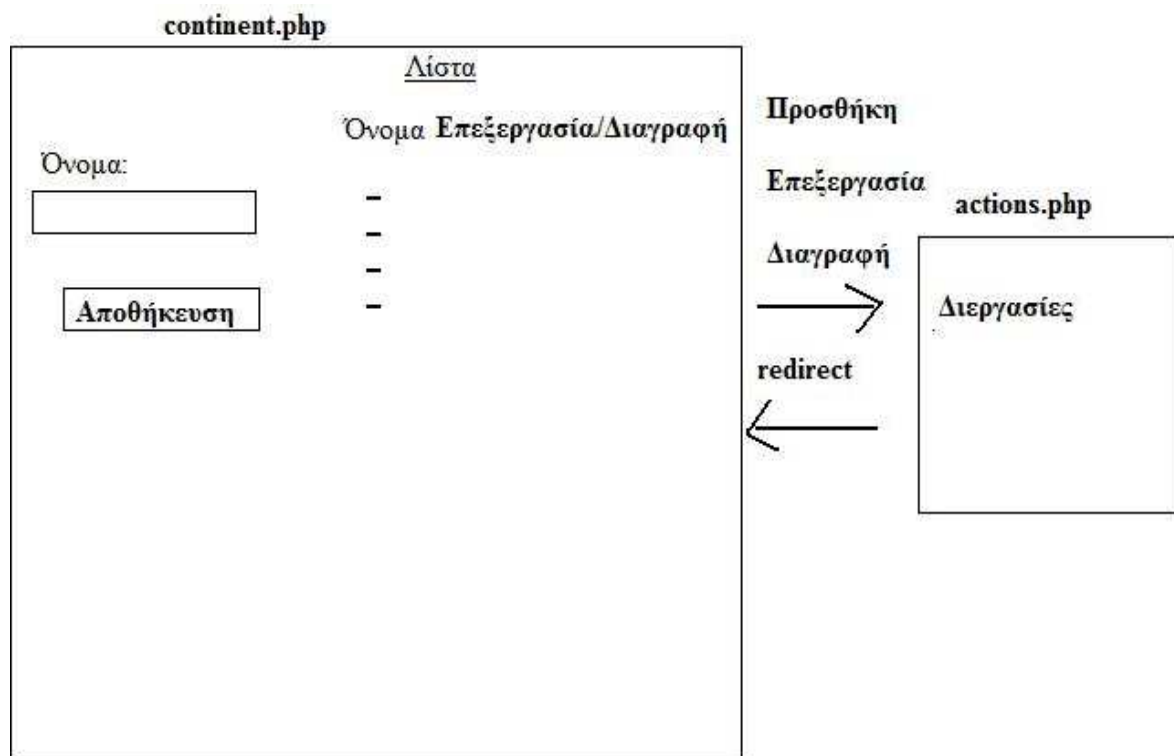 continent.php
Λίστα
Όνομα Επεξεργασία/Διαγραφή
Όνομα:
–
–
–
–
Αποθήκευση
Προσθήκη
Επεξεργασία
Διαγραφή
redirect
actions.php
Διεργασίες